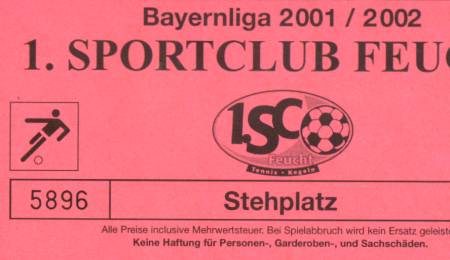 Bayernliga 2001 / 2002
1. SPORTCLUB FEUC
1.SC
Feucht
Tennis • Kegeln
5896
Stehplatz
Alle Preise inclusive Mehrwertsteuer. Bei Spielabbruch wird kein Ersatz geleist
Keine Haftung für Personen-, Garderoben-, und Sachschäden.